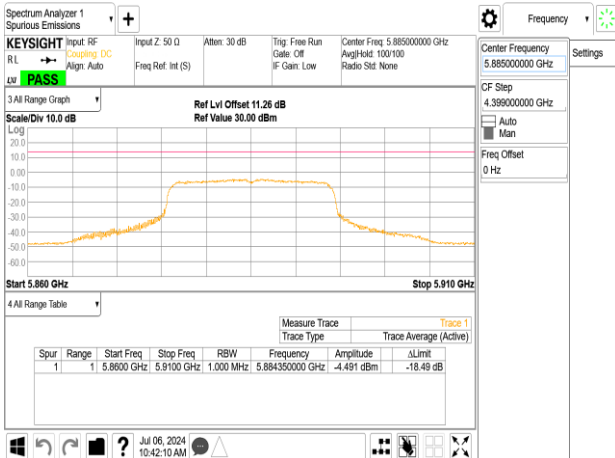 Spectrum Analyzer 1
Spurious Emissions
+
Frequency
Settings
KEYSIGHT
Input: RF
Coupling: DC
Align: Auto
Input Z: 50 Ω
Freq Ref: Int (S)
Atten: 30 dB
Trig: Free Run
Gate: Off
IF Gain: Low
Center Freq: 5.885000000 GHz
Avg|Hold: 100/100
Radio Std: None
RL
LXI
PASS
Center Frequency
5.885000000 GHz
CF Step
4.399000000 GHz
Auto
Man
Freq Offset
0 Hz
3 All Range Graph
Scale/Div 10.0 dB
Ref Lvl Offset 11.26 dB
Ref Value 30.00 dBm
Log
20.0
10.0
0.00
-10.0
-20.0
-30.0
-40.0
-50.0
-60.0
Start 5.860 GHz
Stop 5.910 GHz
4 All Range Table
Measure Trace Trace 1
Trace Type Trace Average (Active)
Spur Range Start Freq Stop Freq RBW Frequency Amplitude ΔLimit
1 1 5.8600 GHz 5.9100 GHz 1.000 MHz 5.884350000 GHz -4.491 dBm -18.49 dB
?
Jul 06, 2024
10:42:10 AM